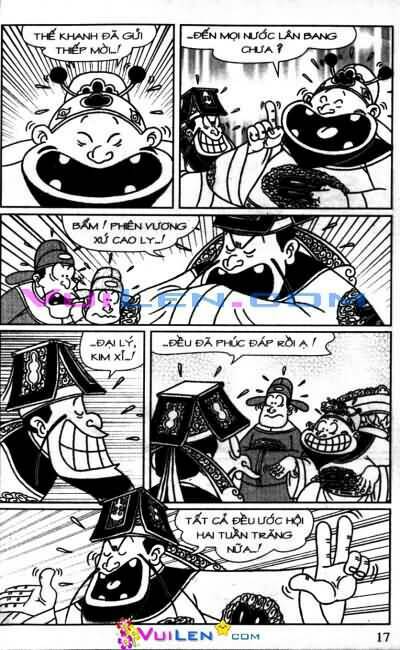 THẾ KHANH ĐÃ GỬI
THIẾP MỜI..!
..ĐẾN MỌI NƯỚC LÂN BANG
CHƯA ?
BẨM ! PHIÊN VƯƠNG
XỨ CAO LY..!
VUILEN.COM
..ĐẠI LÝ,
KIM XỈ..!
..ĐỀU ĐÃ PHÚC ĐÁP RỒI Ạ !
TẤT CẢ ĐỀU ƯỚC HỘI
HAI TUẦN TRĂNG
NỮA..!
VUILEN.COM
17